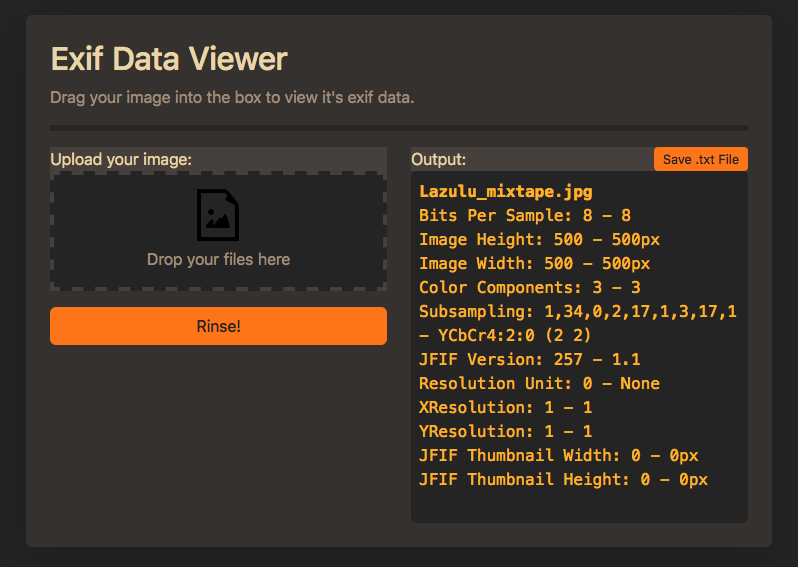 Exif Data Viewer
Drag your image into the box to view it's exif data.
Upload your image:
Drop your files here
Rinse!
Output:
Save .txt File
Lazulu_mixtape.jpg
Bits Per Sample: 8 – 8
Image Height: 500 – 500px
Image Width: 500 – 500px
Color Components: 3 – 3
Subsampling: 1,34,0,2,17,1,3,17,1
– YCbCr4:2:0 (2 2)
JFIF Version: 257 – 1.1
Resolution Unit: 0 – None
XResolution: 1 – 1
YResolution: 1 – 1
JFIF Thumbnail Width: 0 – 0px
JFIF Thumbnail Height: 0 – 0px